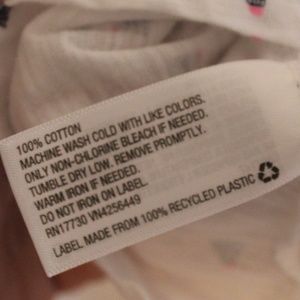 100% COTTON
MACHINE WASH COLD WITH LIKE COLORS.
ONLY NON-CHLORINE BLEACH IF NEEDED.
TUMBLE DRY LOW. REMOVE PROMPTLY.
WARM IRON IF NEEDED.
DO NOT IRON ON LABEL
RN17730 VN4256449
LABEL MADE FROM 100% RECYCLED PLASTIC